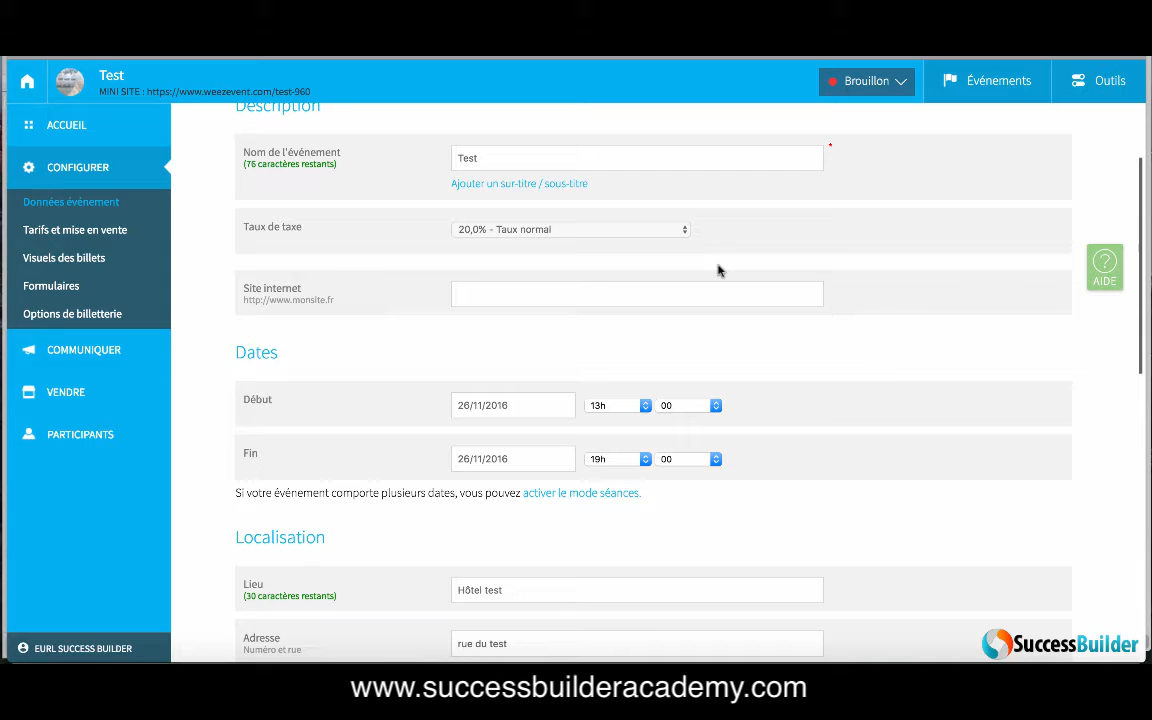 Test
MINI SITE : https://www.weezevent.com/test-960
Brouillon
Événements
Outils
ACCUEIL
CONFIGURER
Données événement
Tarifs et mise en vente
Visuels des billets
Formulaires
Options de billetterie
COMMUNIQUER
VENDRE
PARTICIPANTS
EURL SUCCESS BUILDER
Description
Nom de l'événement
(76 caractères restants)
Test
*
Ajouter un sur-titre / sous-titre
Taux de taxe
20,0% - Taux normal
Site internet
http://www.monsite.fr
Dates
Début
26/11/2016
13h
00
Fin
26/11/2016
19h
00
Si votre événement comporte plusieurs dates, vous pouvez activer le mode séances.
Localisation
Lieu
(30 caractères restants)
Hôtel test
Adresse
Numéro et rue
rue du test
?
AIDE
SuccessBuilder
www.successbuilderacademy.com